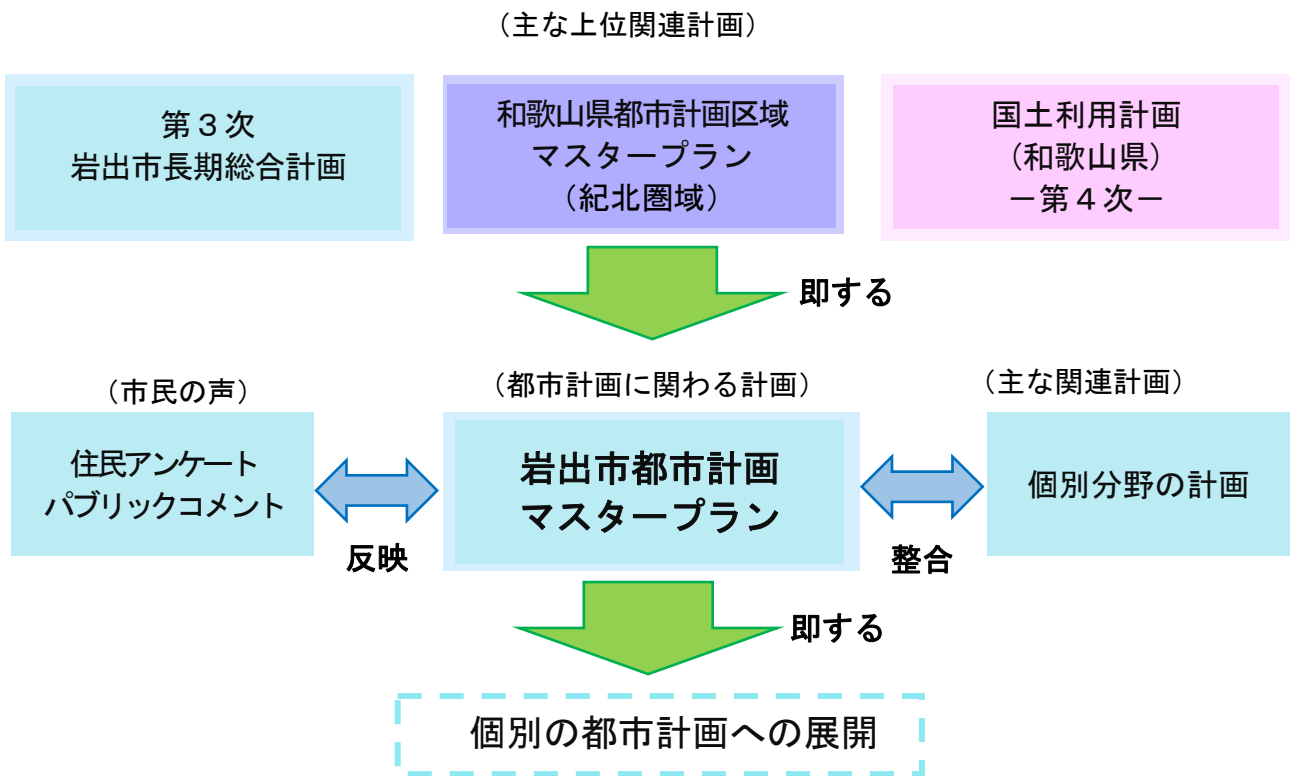 （主な上位関連計画）
第３次
岩出市長期総合計画
和歌山県都市計画区域
マスタープラン
（紀北圏域）
国土利用計画
（和歌山県）
－第４次－
即する
（市民の声）
住民アンケート
パブリックコメント
反映
（都市計画に関わる計画）
岩出市都市計画
マスタープラン
（主な関連計画）
個別分野の計画
整合
即する
個別の都市計画への展開